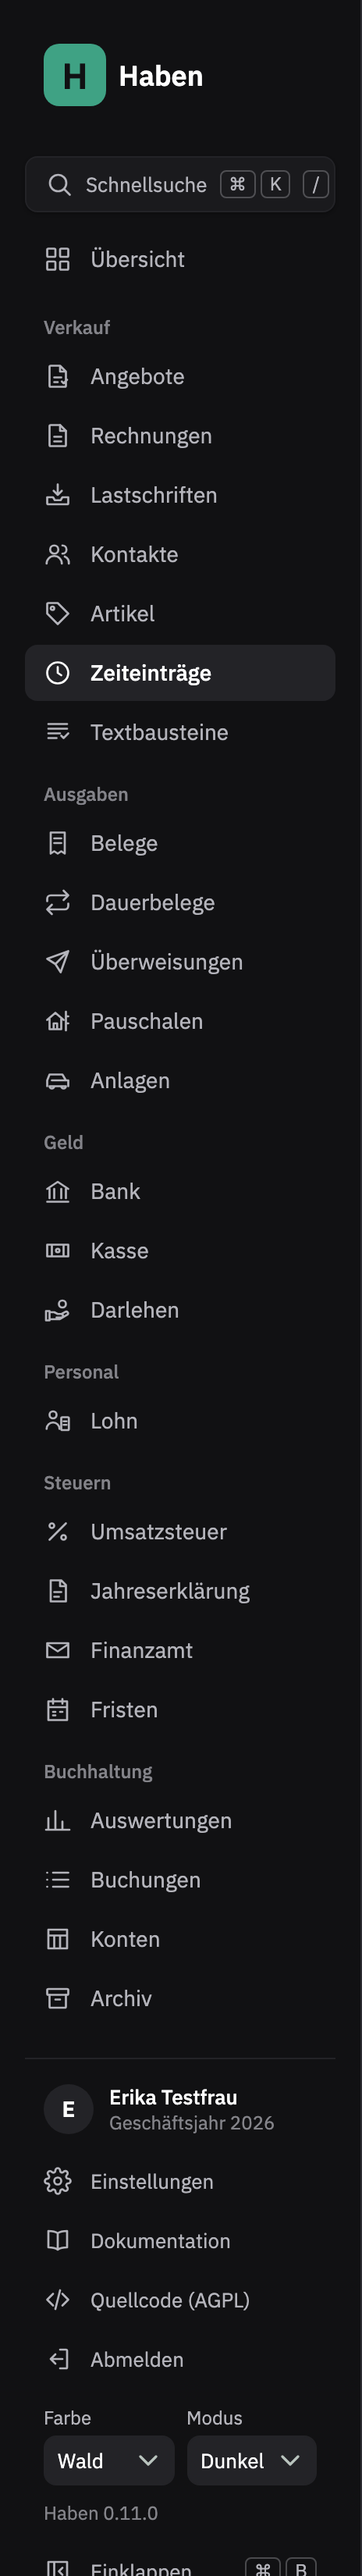 H Haben
Schnellsuche ⌘ K /
Übersicht
Verkauf
Angebote
Rechnungen
Lastschriften
Kontakte
Artikel
Zeiteinträge
Textbausteine
Ausgaben
Belege
Dauerbelege
Überweisungen
Pauschalen
Anlagen
Geld
Bank
Kasse
Darlehen
Personal
Lohn
Steuern
Umsatzsteuer
Jahreserklärung
Finanzamt
Fristen
Buchhaltung
Auswertungen
Buchungen
Konten
Archiv
E Erika Testfrau
Geschäftsjahr 2026
Einstellungen
Dokumentation
Quellcode (AGPL)
Abmelden
Farbe Modus
Wald Dunkel
Haben 0.11.0
Einklappen ⌘ B